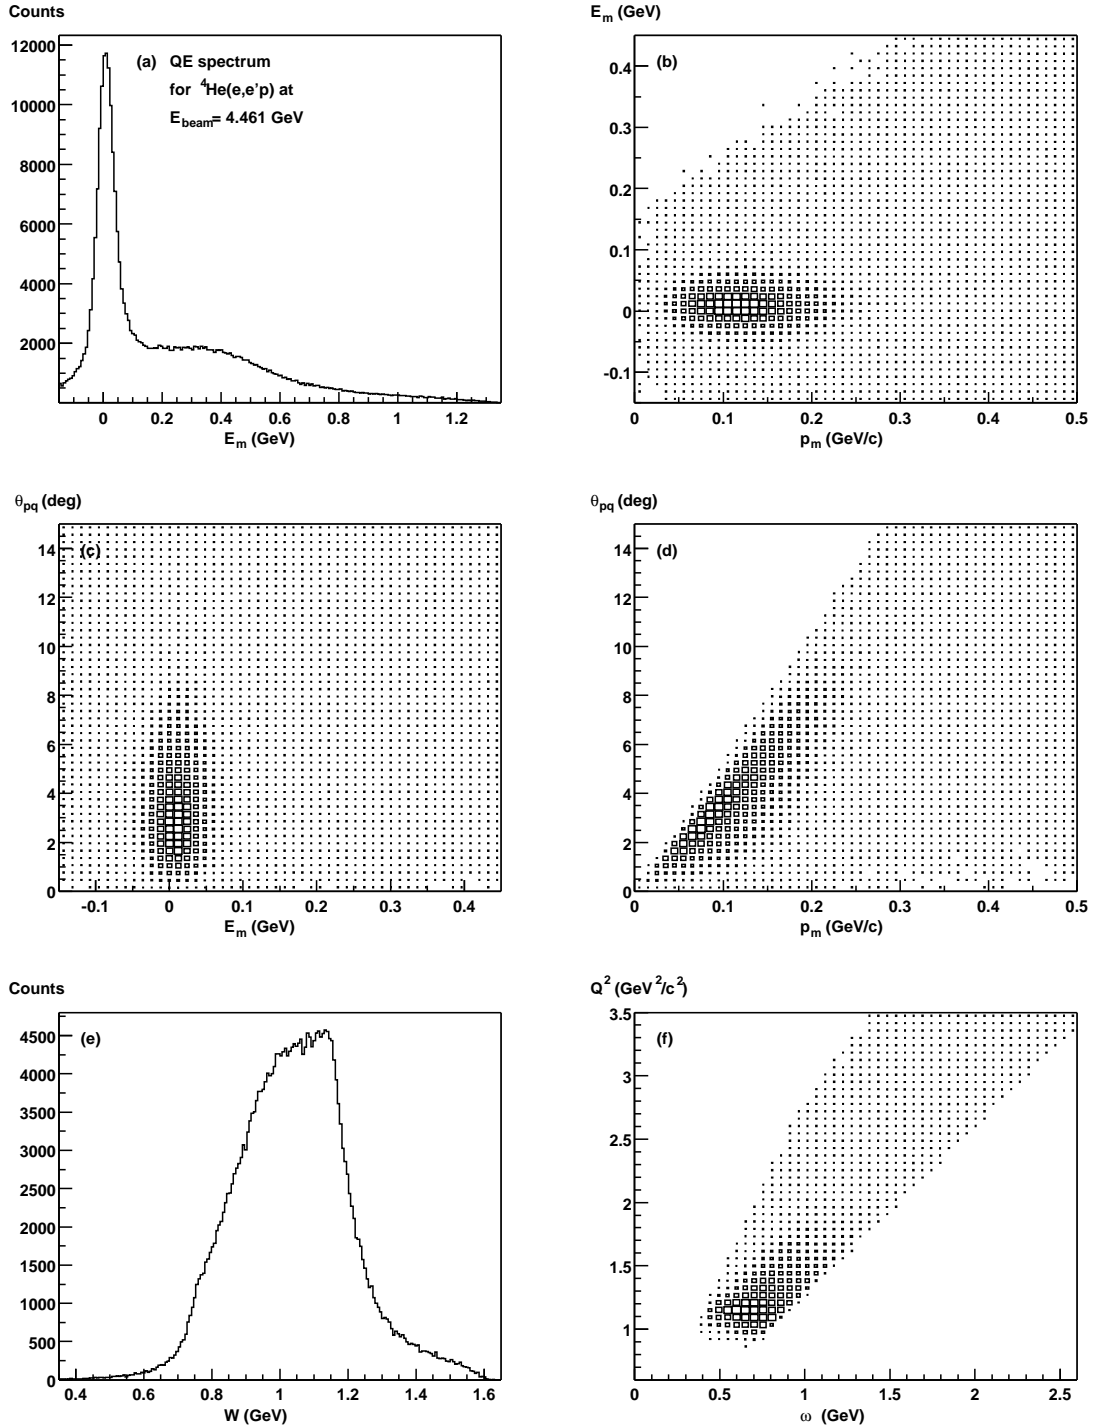 Counts
12000
10000
8000
6000
4000
2000
(a) QE spectrum
for ⁴He(e,e’p) at
E_beam= 4.461 GeV
0 0.2 0.4 0.6 0.8 1 1.2
E_m (GeV)
E_m (GeV)
0.4
0.3
0.2
0.1
0
-0.1
(b)
0 0.1 0.2 0.3 0.4 0.5
p_m (GeV/c)
θ_pq (deg)
14
12
10
8
6
4
2
0
(c)
-0.1 0 0.1 0.2 0.3 0.4
E_m (GeV)
θ_pq (deg)
14
12
10
8
6
4
2
0
(d)
0 0.1 0.2 0.3 0.4 0.5
p_m (GeV/c)
Counts
4500
4000
3500
3000
2500
2000
1500
1000
500
0
(e)
0.4 0.6 0.8 1 1.2 1.4 1.6
W (GeV)
Q² (GeV²/c²)
3.5
3
2.5
2
1.5
1
(f)
0 0.5 1 1.5 2 2.5
ω (GeV)